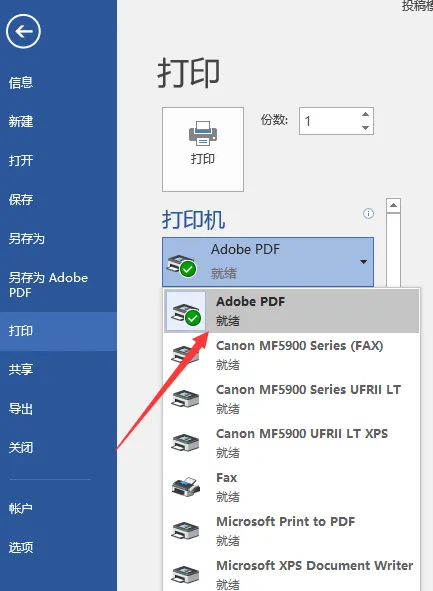 投稿模
信息
新建
打开
保存
另存为
另存为 Adobe
PDF
打印
共享
导出
关闭
帐户
选项
打印
打印
份数:
1
打印机
Adobe PDF
就绪
Adobe PDF
就绪
Canon MF5900 Series (FAX)
就绪
Canon MF5900 Series UFRII LT
就绪
Canon MF5900 UFRII LT XPS
就绪
Fax
就绪
Microsoft Print to PDF
就绪
Microsoft XPS Document Writer
就绪